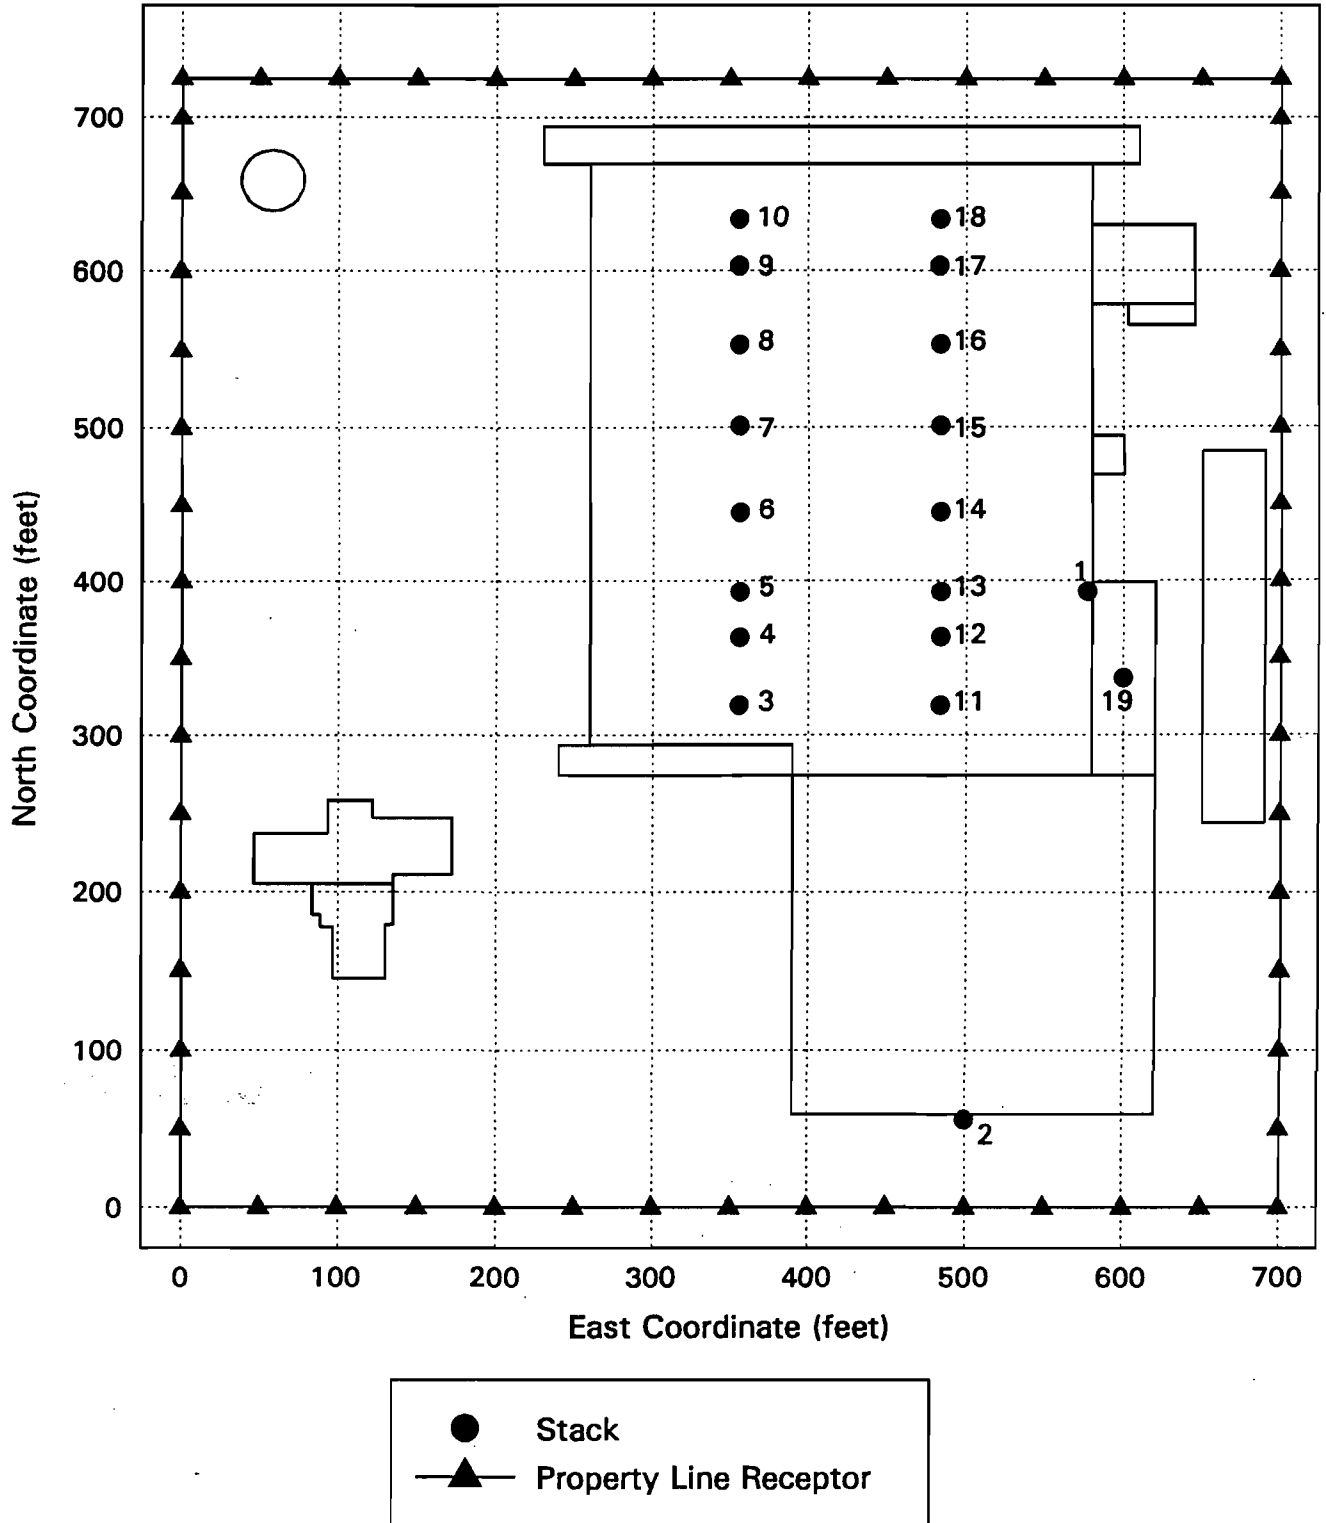 700
10 18
9 17
600
8 16
500
7 15
6 14
400
1
5 13
4 12
3 11 19
300
200
100
2
0
North Coordinate (feet)
0 100 200 300 400 500 600 700
East Coordinate (feet)
Stack
Property Line Receptor